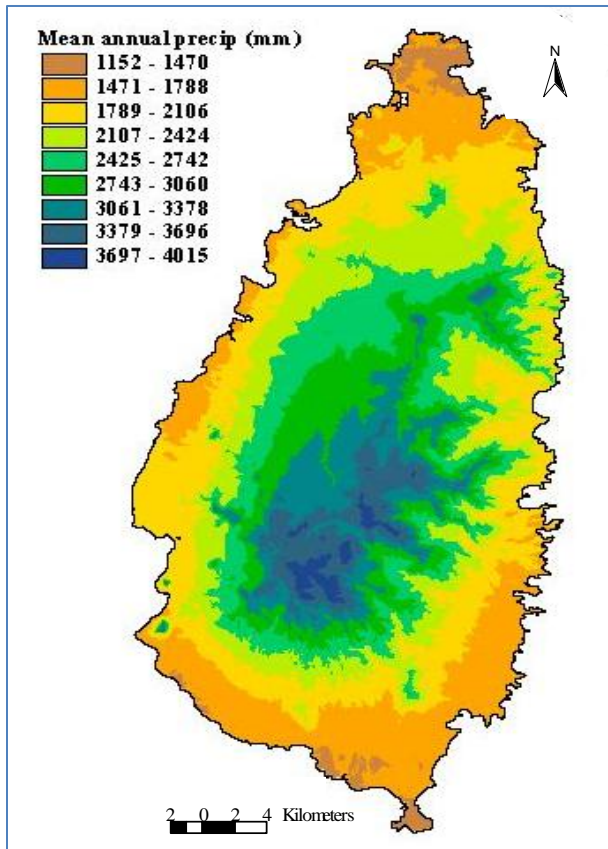 Mean annual precip (mm)
1152 - 1470
1471 - 1788
1789 - 2106
2107 - 2424
2425 - 2742
2743 - 3060
3061 - 3378
3379 - 3696
3697 - 4015
N
2 0 2 4 Kilometers